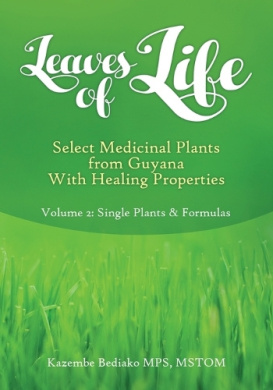 Leaves
of Life
Select Medicinal Plants
from Guyana
With Healing Properties
Volume 2: Single Plants & Formulas
Kazembe Bediako MPS, MSTOM